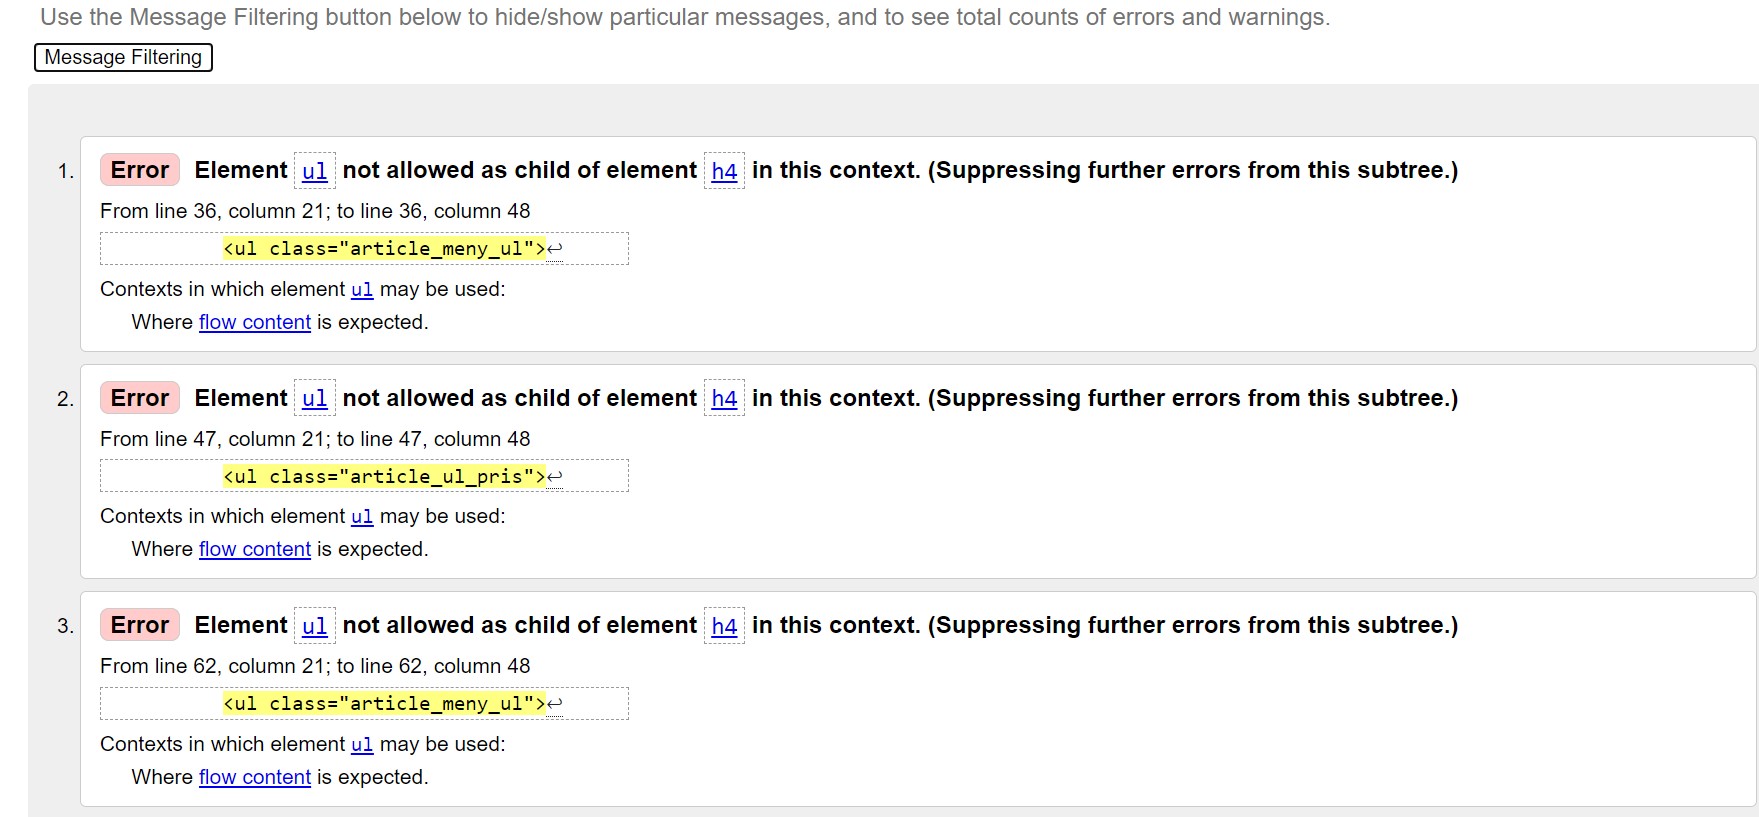 Use the Message Filtering button below to hide/show particular messages, and to see total counts of errors and warnings.
Message Filtering
1. Error Element ul not allowed as child of element h4 in this context. (Suppressing further errors from this subtree.)
From line 36, column 21; to line 36, column 48
<ul class="article_meny_ul">↩
Contexts in which element ul may be used:
Where flow content is expected.
2. Error Element ul not allowed as child of element h4 in this context. (Suppressing further errors from this subtree.)
From line 47, column 21; to line 47, column 48
<ul class="article_ul_pris">↩
Contexts in which element ul may be used:
Where flow content is expected.
3. Error Element ul not allowed as child of element h4 in this context. (Suppressing further errors from this subtree.)
From line 62, column 21; to line 62, column 48
<ul class="article_meny_ul">↩
Contexts in which element ul may be used:
Where flow content is expected.